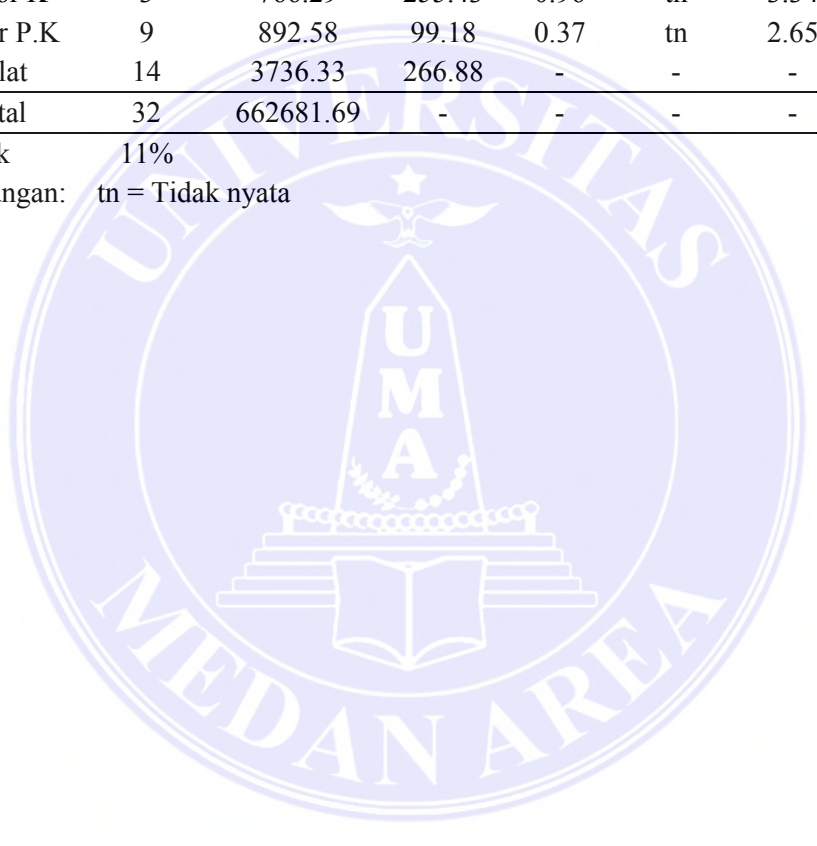 r P.K 9 892.58 99.18 0.37 tn 2.65
lat 14 3736.33 266.88 - - -
tal 32 662681.69 - - - -
k 11%
ngan: tn = Tidak nyata
UNIVERSITAS
UMA
MEDAN AREA